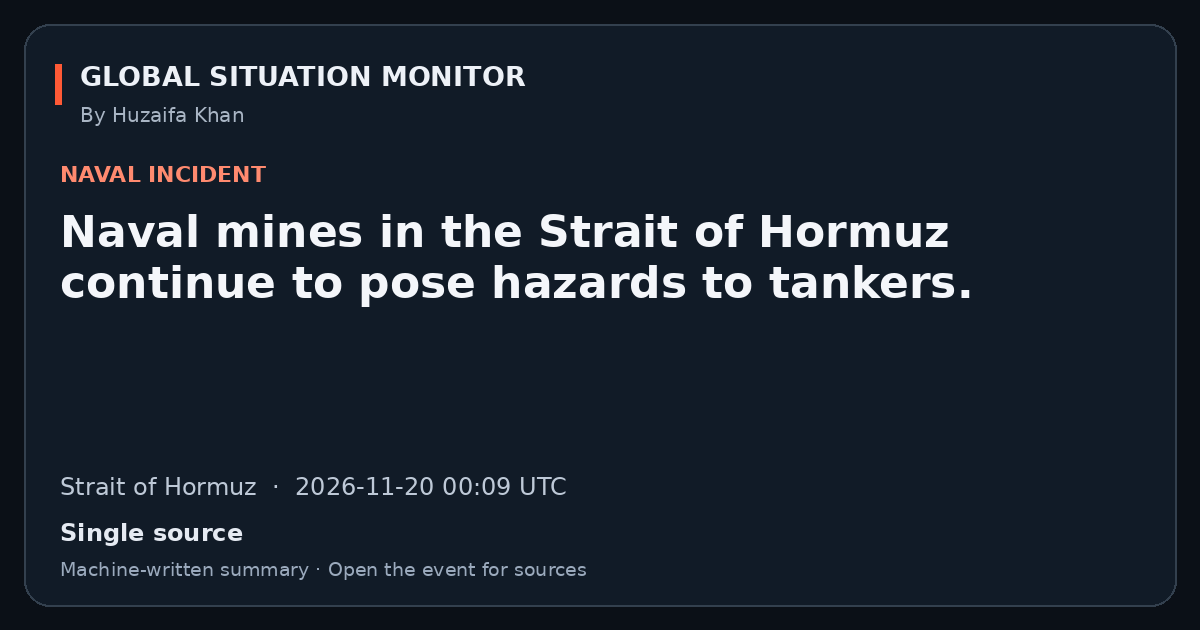 GLOBAL SITUATION MONITOR
By Huzaifa Khan
NAVAL INCIDENT
Naval mines in the Strait of Hormuz
continue to pose hazards to tankers.
Strait of Hormuz · 2026-11-20 00:09 UTC
Single source
Machine-written summary · Open the event for sources